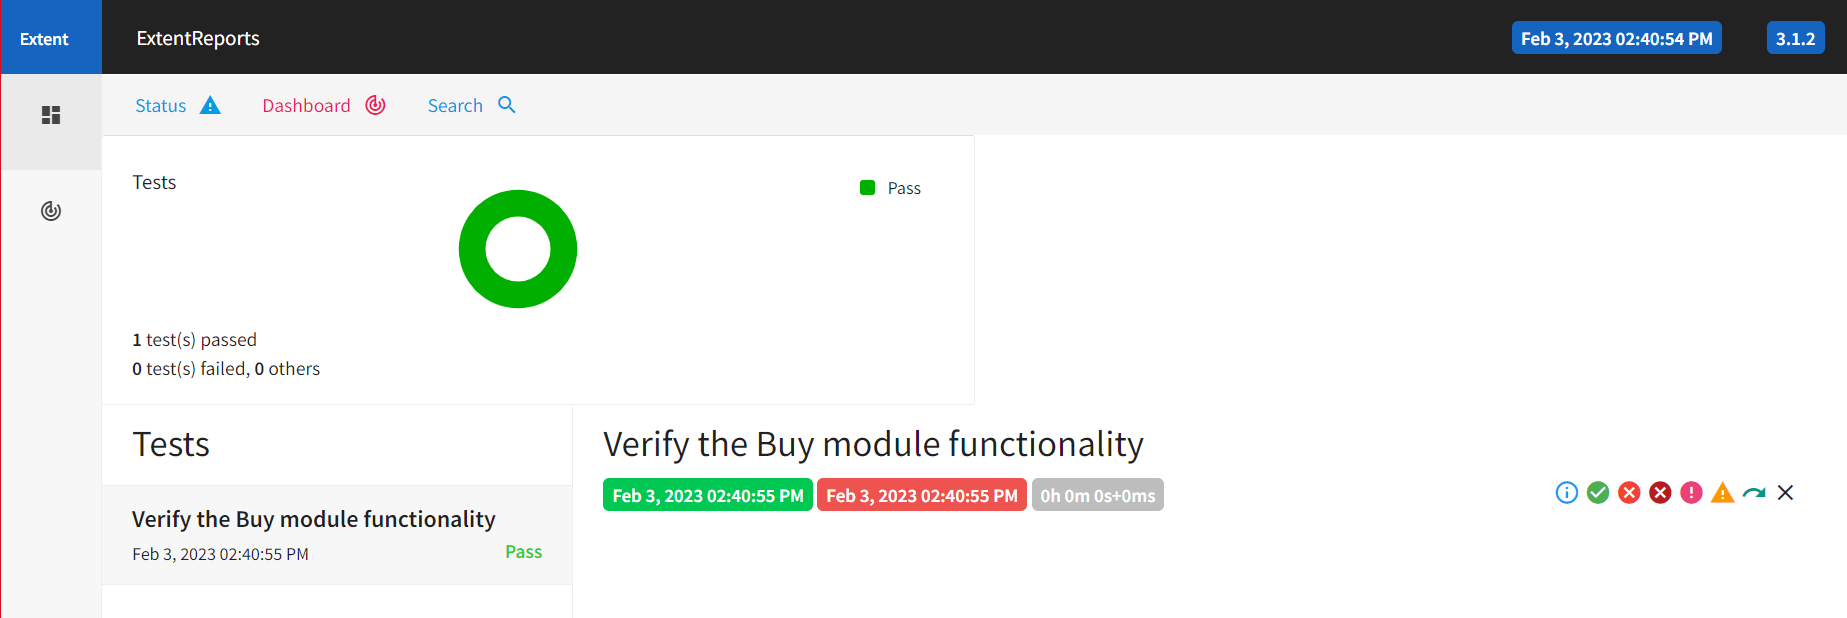 Extent ExtentReports Feb 3, 2023 02:40:54 PM 3.1.2
Status Dashboard Search
Tests
Pass
1 test(s) passed
0 test(s) failed, 0 others
Tests
Verify the Buy module functionality
Feb 3, 2023 02:40:55 PM Pass
Verify the Buy module functionality
Feb 3, 2023 02:40:55 PM Feb 3, 2023 02:40:55 PM 0h 0m 0s+0ms